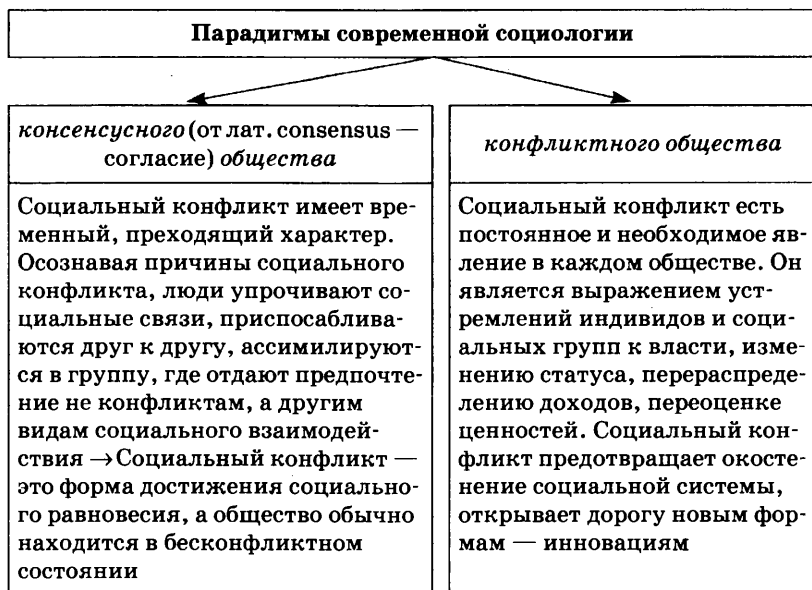 Парадигмы современной социологии
консенсусного (от лат. consensus —
согласие) общества
Социальный конфликт имеет вре-
менный, преходящий характер.
Осознавая причины социального
конфликта, люди упрочивают со-
циальные связи, приспосаблива-
ются друг к другу, ассимилируют-
ся в группу, где отдают предпочте-
ние не конфликтам, а другим
видам социального взаимодей-
ствия →Социальный конфликт —
это форма достижения социально-
го равновесия, а общество обычно
находится в бесконфликтном
состоянии
конфликтного общества
Социальный конфликт есть
постоянное и необходимое яв-
ление в каждом обществе. Он
является выражением уст-
ремлений индивидов и соци-
альных групп к власти, изме-
нению статуса, перераспреде-
лению доходов, переоценке
ценностей. Социальный кон-
фликт предотвращает окосте-
нение социальной системы,
открывает дорогу новым фор-
мам — инновациям